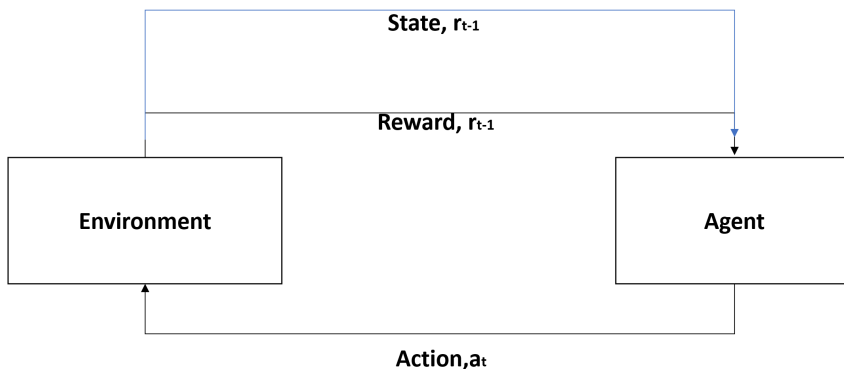 State, rt-1
Reward, rt-1
Environment
Agent
Action,at